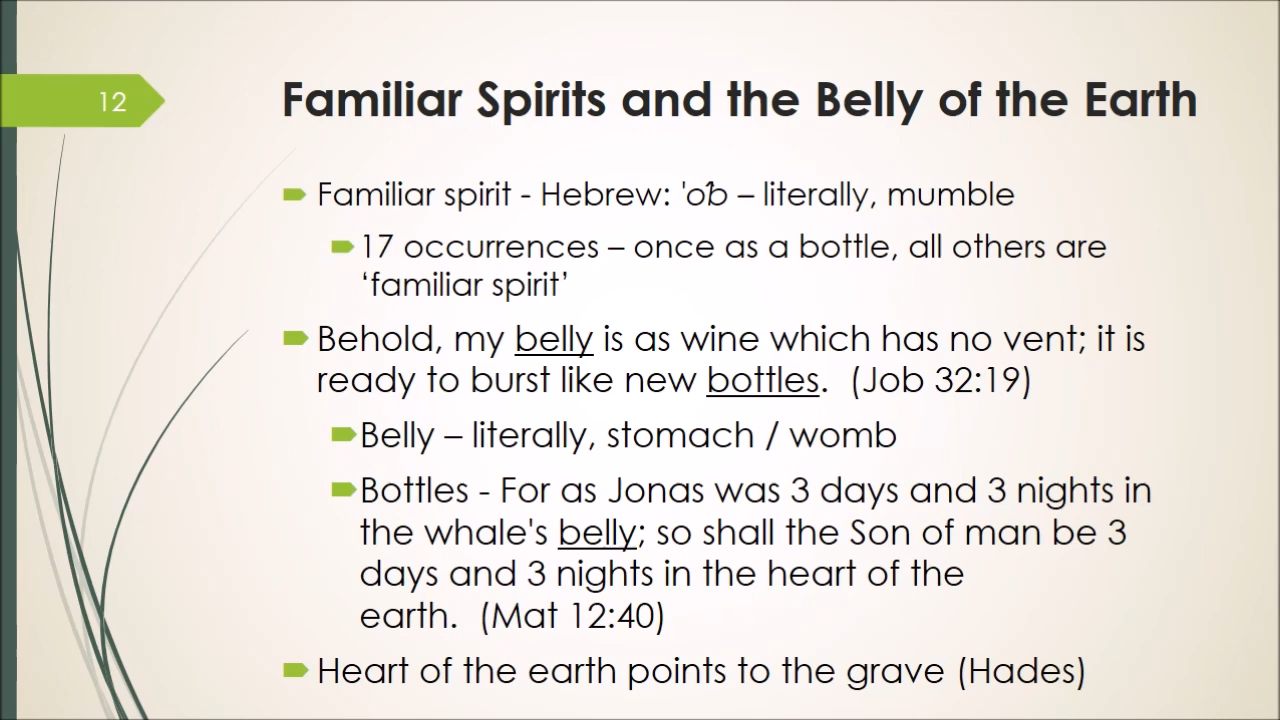 12
Familiar Spirits and the Belly of the Earth
Familiar spirit - Hebrew: 'ob – literally, mumble
17 occurrences – once as a bottle, all others are
‘familiar spirit’
Behold, my belly is as wine which has no vent; it is
ready to burst like new bottles. (Job 32:19)
Belly – literally, stomach / womb
Bottles - For as Jonas was 3 days and 3 nights in
the whale's belly; so shall the Son of man be 3
days and 3 nights in the heart of the
earth. (Mat 12:40)
Heart of the earth points to the grave (Hades)